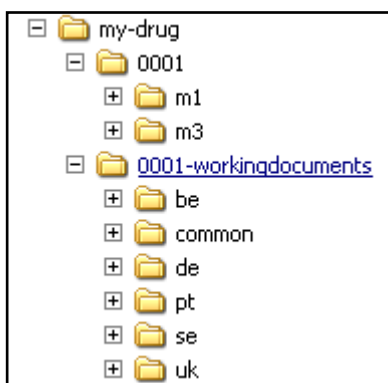 my-drug
0001
m1
m3
0001-workingdocuments
be
common
de
pt
se
uk